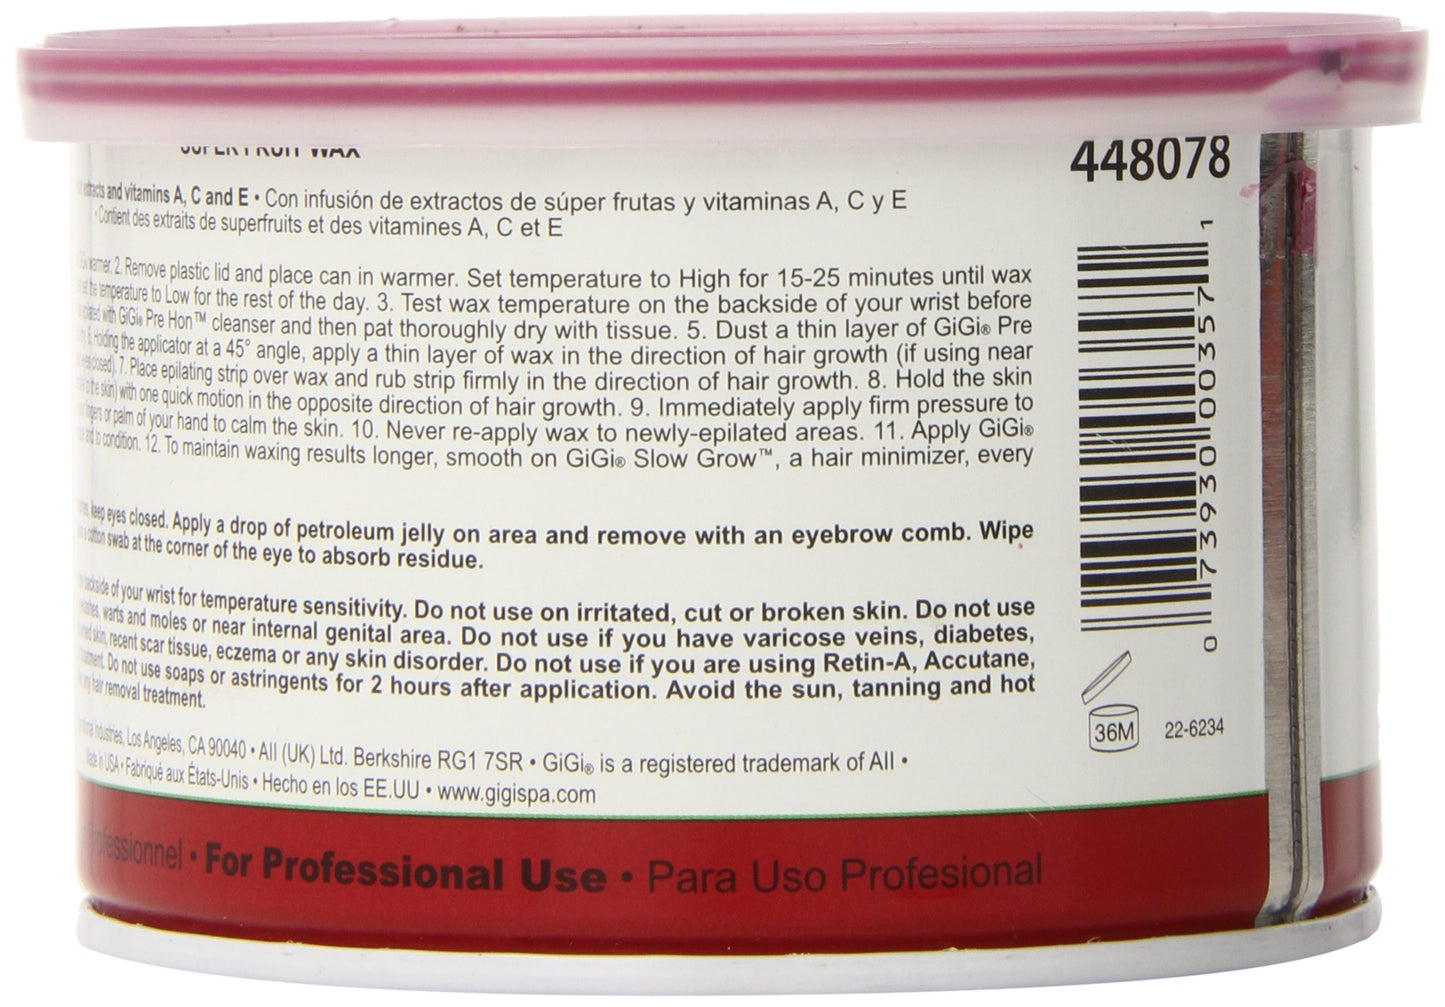 SUPERFRUIT WAX
448078
extracts and vitamins A, C and E • Con infusión de extractos de súper frutas y vitaminas A, C y E
• Contient des extraits de superfruits et des vitamines A, C et E
warmer. 2. Remove plastic lid and place can in warmer. Set temperature to High for 15-25 minutes until wax
the temperature to Low for the rest of the day. 3. Test wax temperature on the backside of your wrist before
with GiGi® Pre Hon™ cleanser and then pat thoroughly dry with tissue. 5. Dust a thin layer of GiGi® Pre
6. Holding the applicator at a 45° angle, apply a thin layer of wax in the direction of hair growth (if using near
closed). 7. Place epilating strip over wax and rub strip firmly in the direction of hair growth. 8. Hold the skin
to the skin) with one quick motion in the opposite direction of hair growth. 9. Immediately apply firm pressure to
fingers or palm of your hand to calm the skin. 10. Never re-apply wax to newly-epilated areas. 11. Apply GiGi®
and to condition. 12. To maintain waxing results longer, smooth on GiGi® Slow Grow™, a hair minimizer, every
keep eyes closed. Apply a drop of petroleum jelly on area and remove with an eyebrow comb. Wipe
cotton swab at the corner of the eye to absorb residue.
backside of your wrist for temperature sensitivity. Do not use on irritated, cut or broken skin. Do not use
warts and moles or near internal genital area. Do not use if you have varicose veins, diabetes,
skin, recent scar tissue, eczema or any skin disorder. Do not use if you are using Retin-A, Accutane,
Do not use soaps or astringents for 2 hours after application. Avoid the sun, tanning and hot
any hair removal treatment.
Industries, Los Angeles, CA 90040 • AII (UK) Ltd. Berkshire RG1 7SR • GiGi® is a registered trademark of AII •
Made in USA • Fabriqué aux États-Unis • Hecho en los EE.UU • www.gigispa.com
Professionnel • For Professional Use • Para Uso Profesional
0 73930 00357 1
36M
22-6234